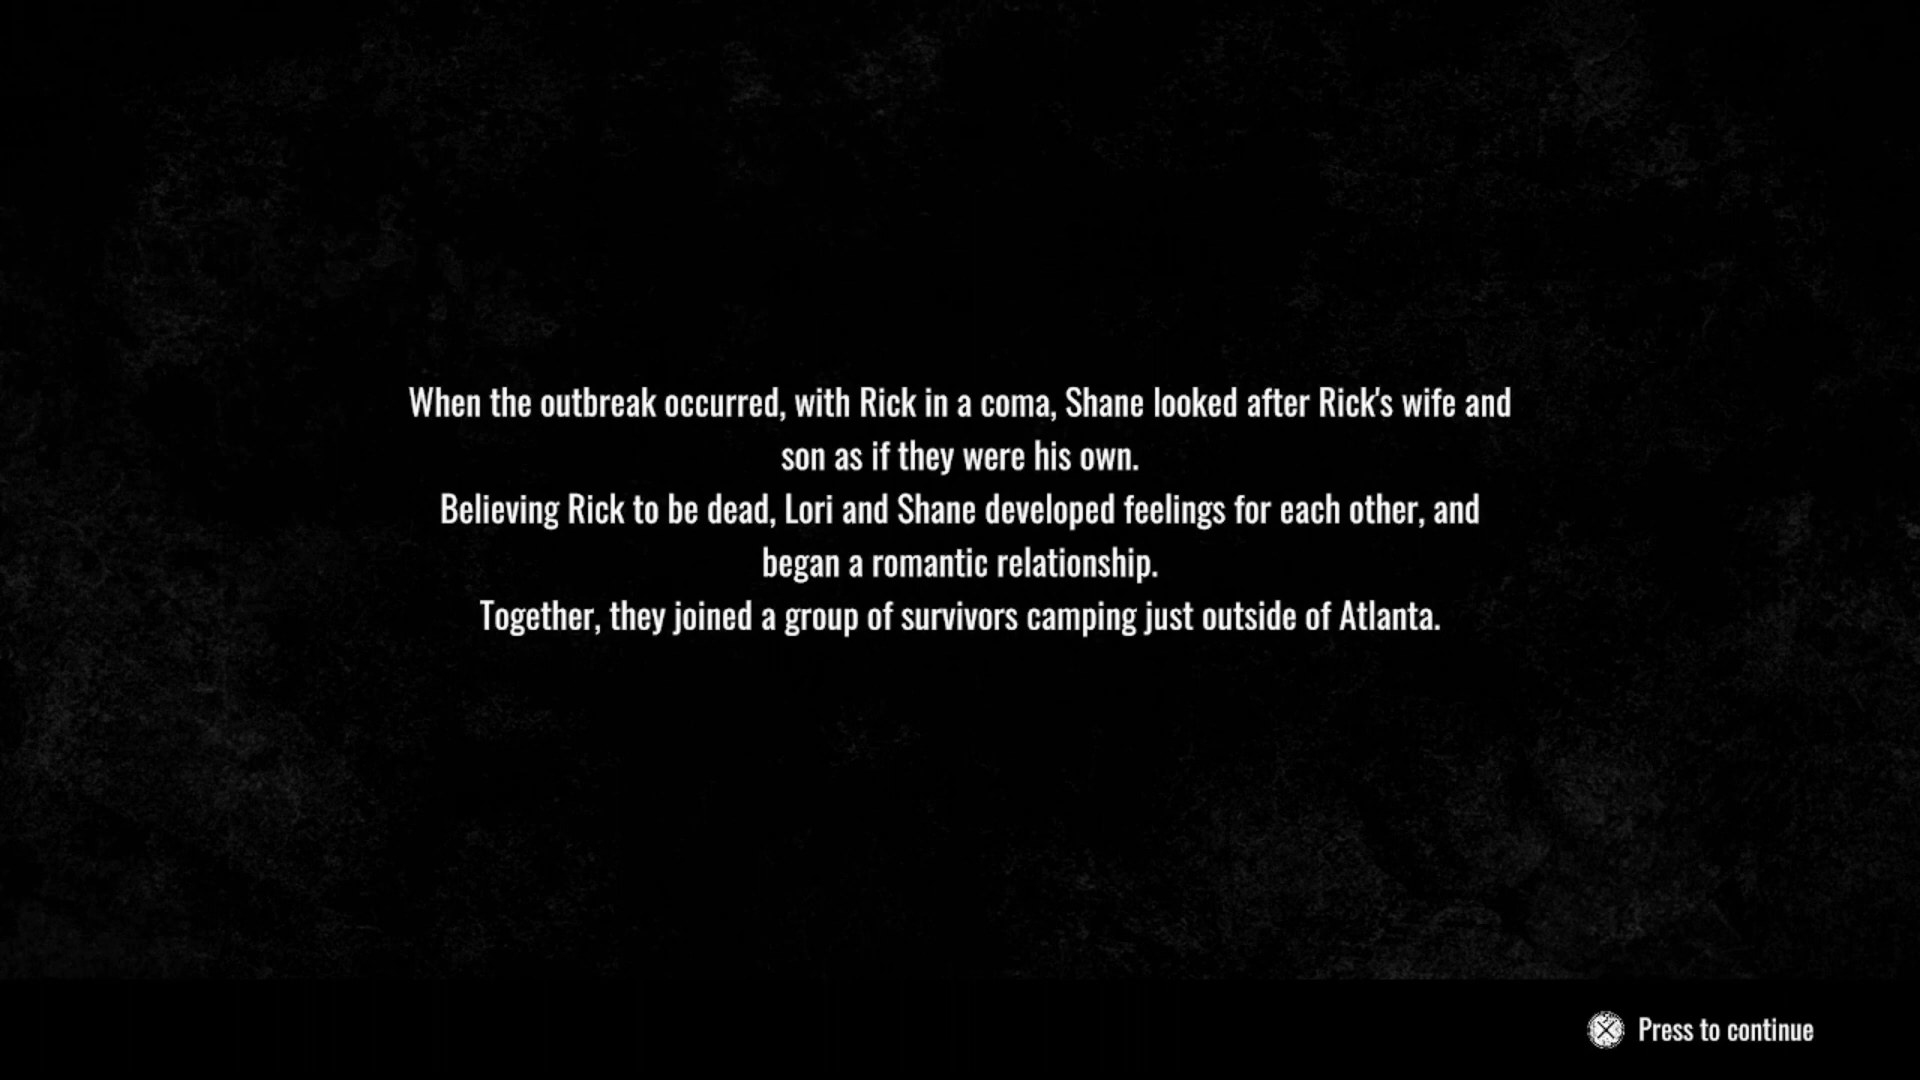 When the outbreak occurred, with Rick in a coma, Shane looked after Rick's wife and
son as if they were his own.
Believing Rick to be dead, Lori and Shane developed feelings for each other, and
began a romantic relationship.
Together, they joined a group of survivors camping just outside of Atlanta.
Press to continue